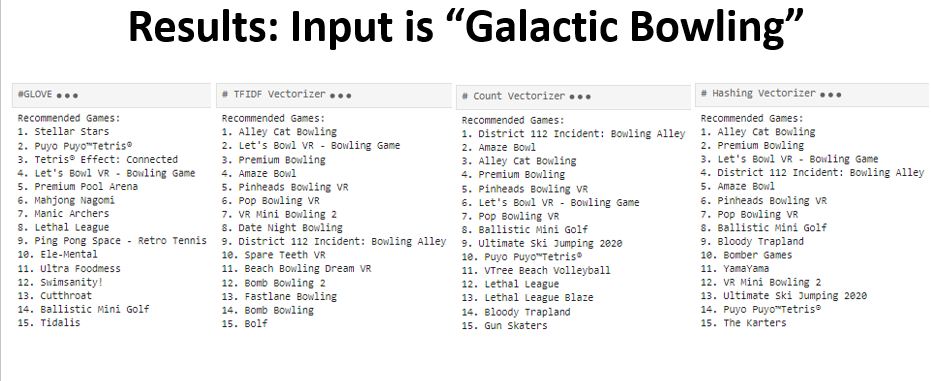 Results: Input is “Galactic Bowling”
#GLOVE ●●●
Recommended Games:
1. Stellar Stars
2. Puyo Puyo™Tetris®
3. Tetris® Effect: Connected
4. Let's Bowl VR - Bowling Game
5. Premium Pool Arena
6. Mahjong Nagomi
7. Manic Archers
8. Lethal League
9. Ping Pong Space - Retro Tennis
10. Ele-Mental
11. Ultra Foodmess
12. Swimsanity!
13. Cutthroat
14. Ballistic Mini Golf
15. Tidalis
# TFIDF Vectorizer ●●●
Recommended Games:
1. Alley Cat Bowling
2. Let's Bowl VR - Bowling Game
3. Premium Bowling
4. Amaze Bowl
5. Pinheads Bowling VR
6. Pop Bowling VR
7. VR Mini Bowling 2
8. Date Night Bowling
9. District 112 Incident: Bowling Alley
10. Spare Teeth VR
11. Beach Bowling Dream VR
12. Bomb Bowling 2
13. Fastlane Bowling
14. Bomb Bowling
15. Bolf
# Count Vectorizer ●●●
Recommended Games:
1. District 112 Incident: Bowling Alley
2. Amaze Bowl
3. Alley Cat Bowling
4. Premium Bowling
5. Pinheads Bowling VR
6. Let's Bowl VR - Bowling Game
7. Pop Bowling VR
8. Ballistic Mini Golf
9. Ultimate Ski Jumping 2020
10. Puyo Puyo™Tetris®
11. VTree Beach Volleyball
12. Lethal League
13. Lethal League Blaze
14. Bloody Trapland
15. Gun Skaters
# Hashing Vectorizer ●●●
Recommended Games:
1. Alley Cat Bowling
2. Premium Bowling
3. Let's Bowl VR - Bowling Game
4. District 112 Incident: Bowling Alley
5. Amaze Bowl
6. Pinheads Bowling VR
7. Pop Bowling VR
8. Ballistic Mini Golf
9. Bloody Trapland
10. Bomber Games
11. YamaYama
12. VR Mini Bowling 2
13. Ultimate Ski Jumping 2020
14. Puyo Puyo™Tetris®
15. The Karters